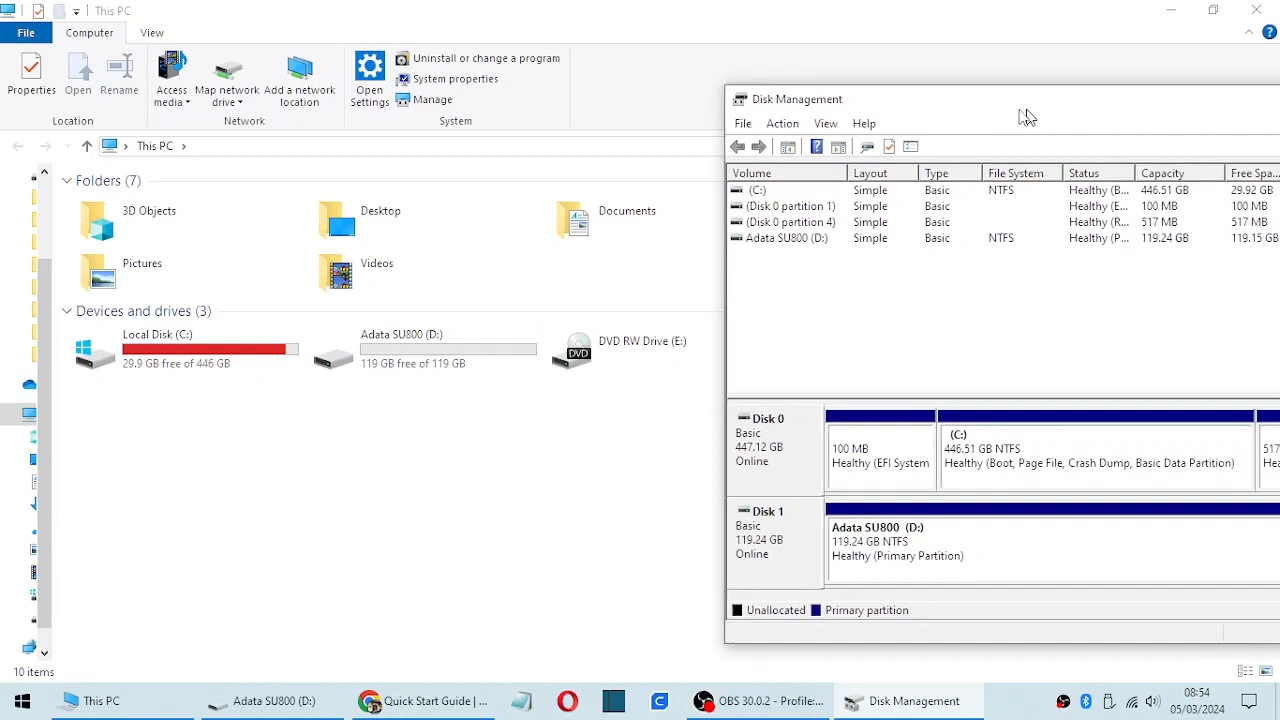 This PC
File Computer View
Properties Open Rename
Access media Map network drive Add a network location
Open Settings
Uninstall or change a program
System properties
Manage
Location Network System
This PC
Folders (7)
3D Objects Desktop Documents
Pictures Videos
Devices and drives (3)
Local Disk (C:)
29.9 GB free of 446 GB
Adata SU800 (D:)
119 GB free of 119 GB
DVD
DVD RW Drive (E:)
10 items
Disk Management
File Action View Help
Volume Layout Type File System Status Capacity Free Spa...
(C:) Simple Basic NTFS Healthy (B... 446.51 GB 29.92 GB
(Disk 0 partition 1) Simple Basic Healthy (E... 100 MB 100 MB
(Disk 0 partition 4) Simple Basic Healthy (R... 517 MB 517 MB
Adata SU800 (D:) Simple Basic NTFS Healthy (P... 119.24 GB 119.15 GB
Disk 0
Basic
447.12 GB
Online
100 MB
Healthy (EFI System
(C:)
446.51 GB NTFS
Healthy (Boot, Page File, Crash Dump, Basic Data Partition)
517
Healt
Disk 1
Basic
119.24 GB
Online
Adata SU800 (D:)
119.24 GB NTFS
Healthy (Primary Partition)
Unallocated Primary partition
This PC Adata SU800 (D:) Quick Start Guide | ... OBS 30.0.2 - Profile:... Disk Management
08:54
05/03/2024